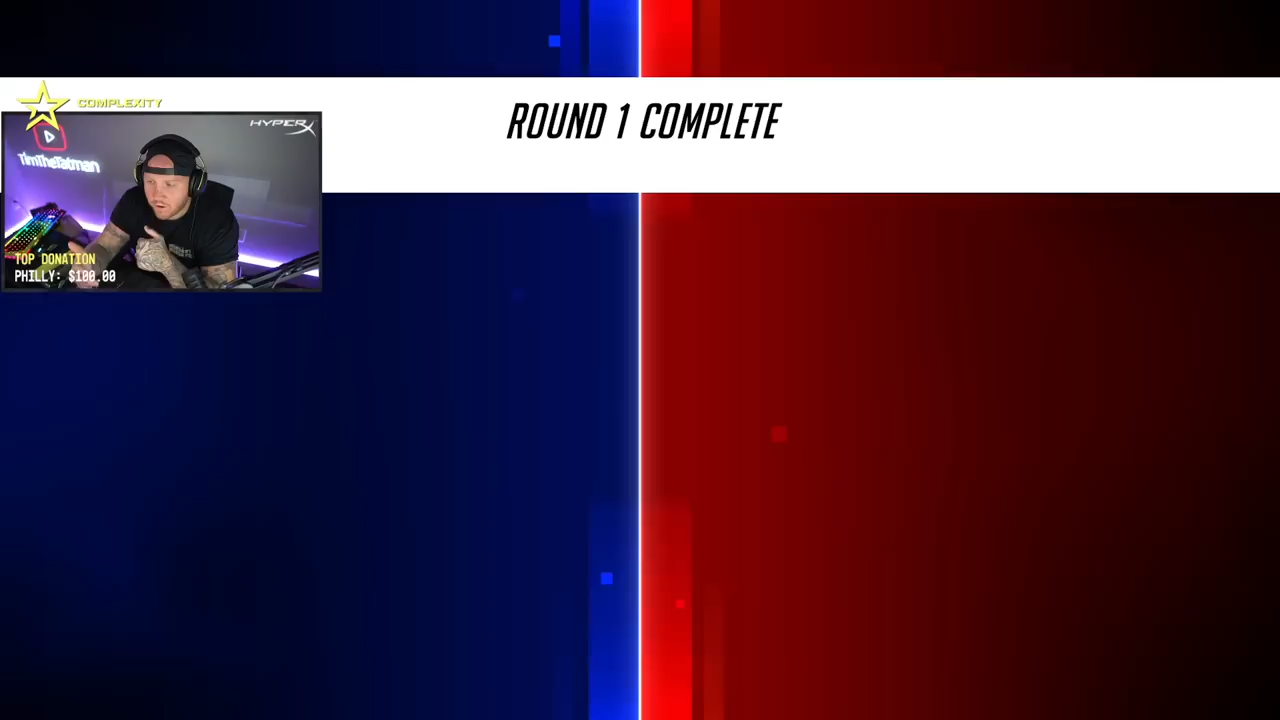 ROUND 1 COMPLETE
COMPLEXITY
HYPERX
TimTheTatman
TOP DONATION
PHILLY: $100.00